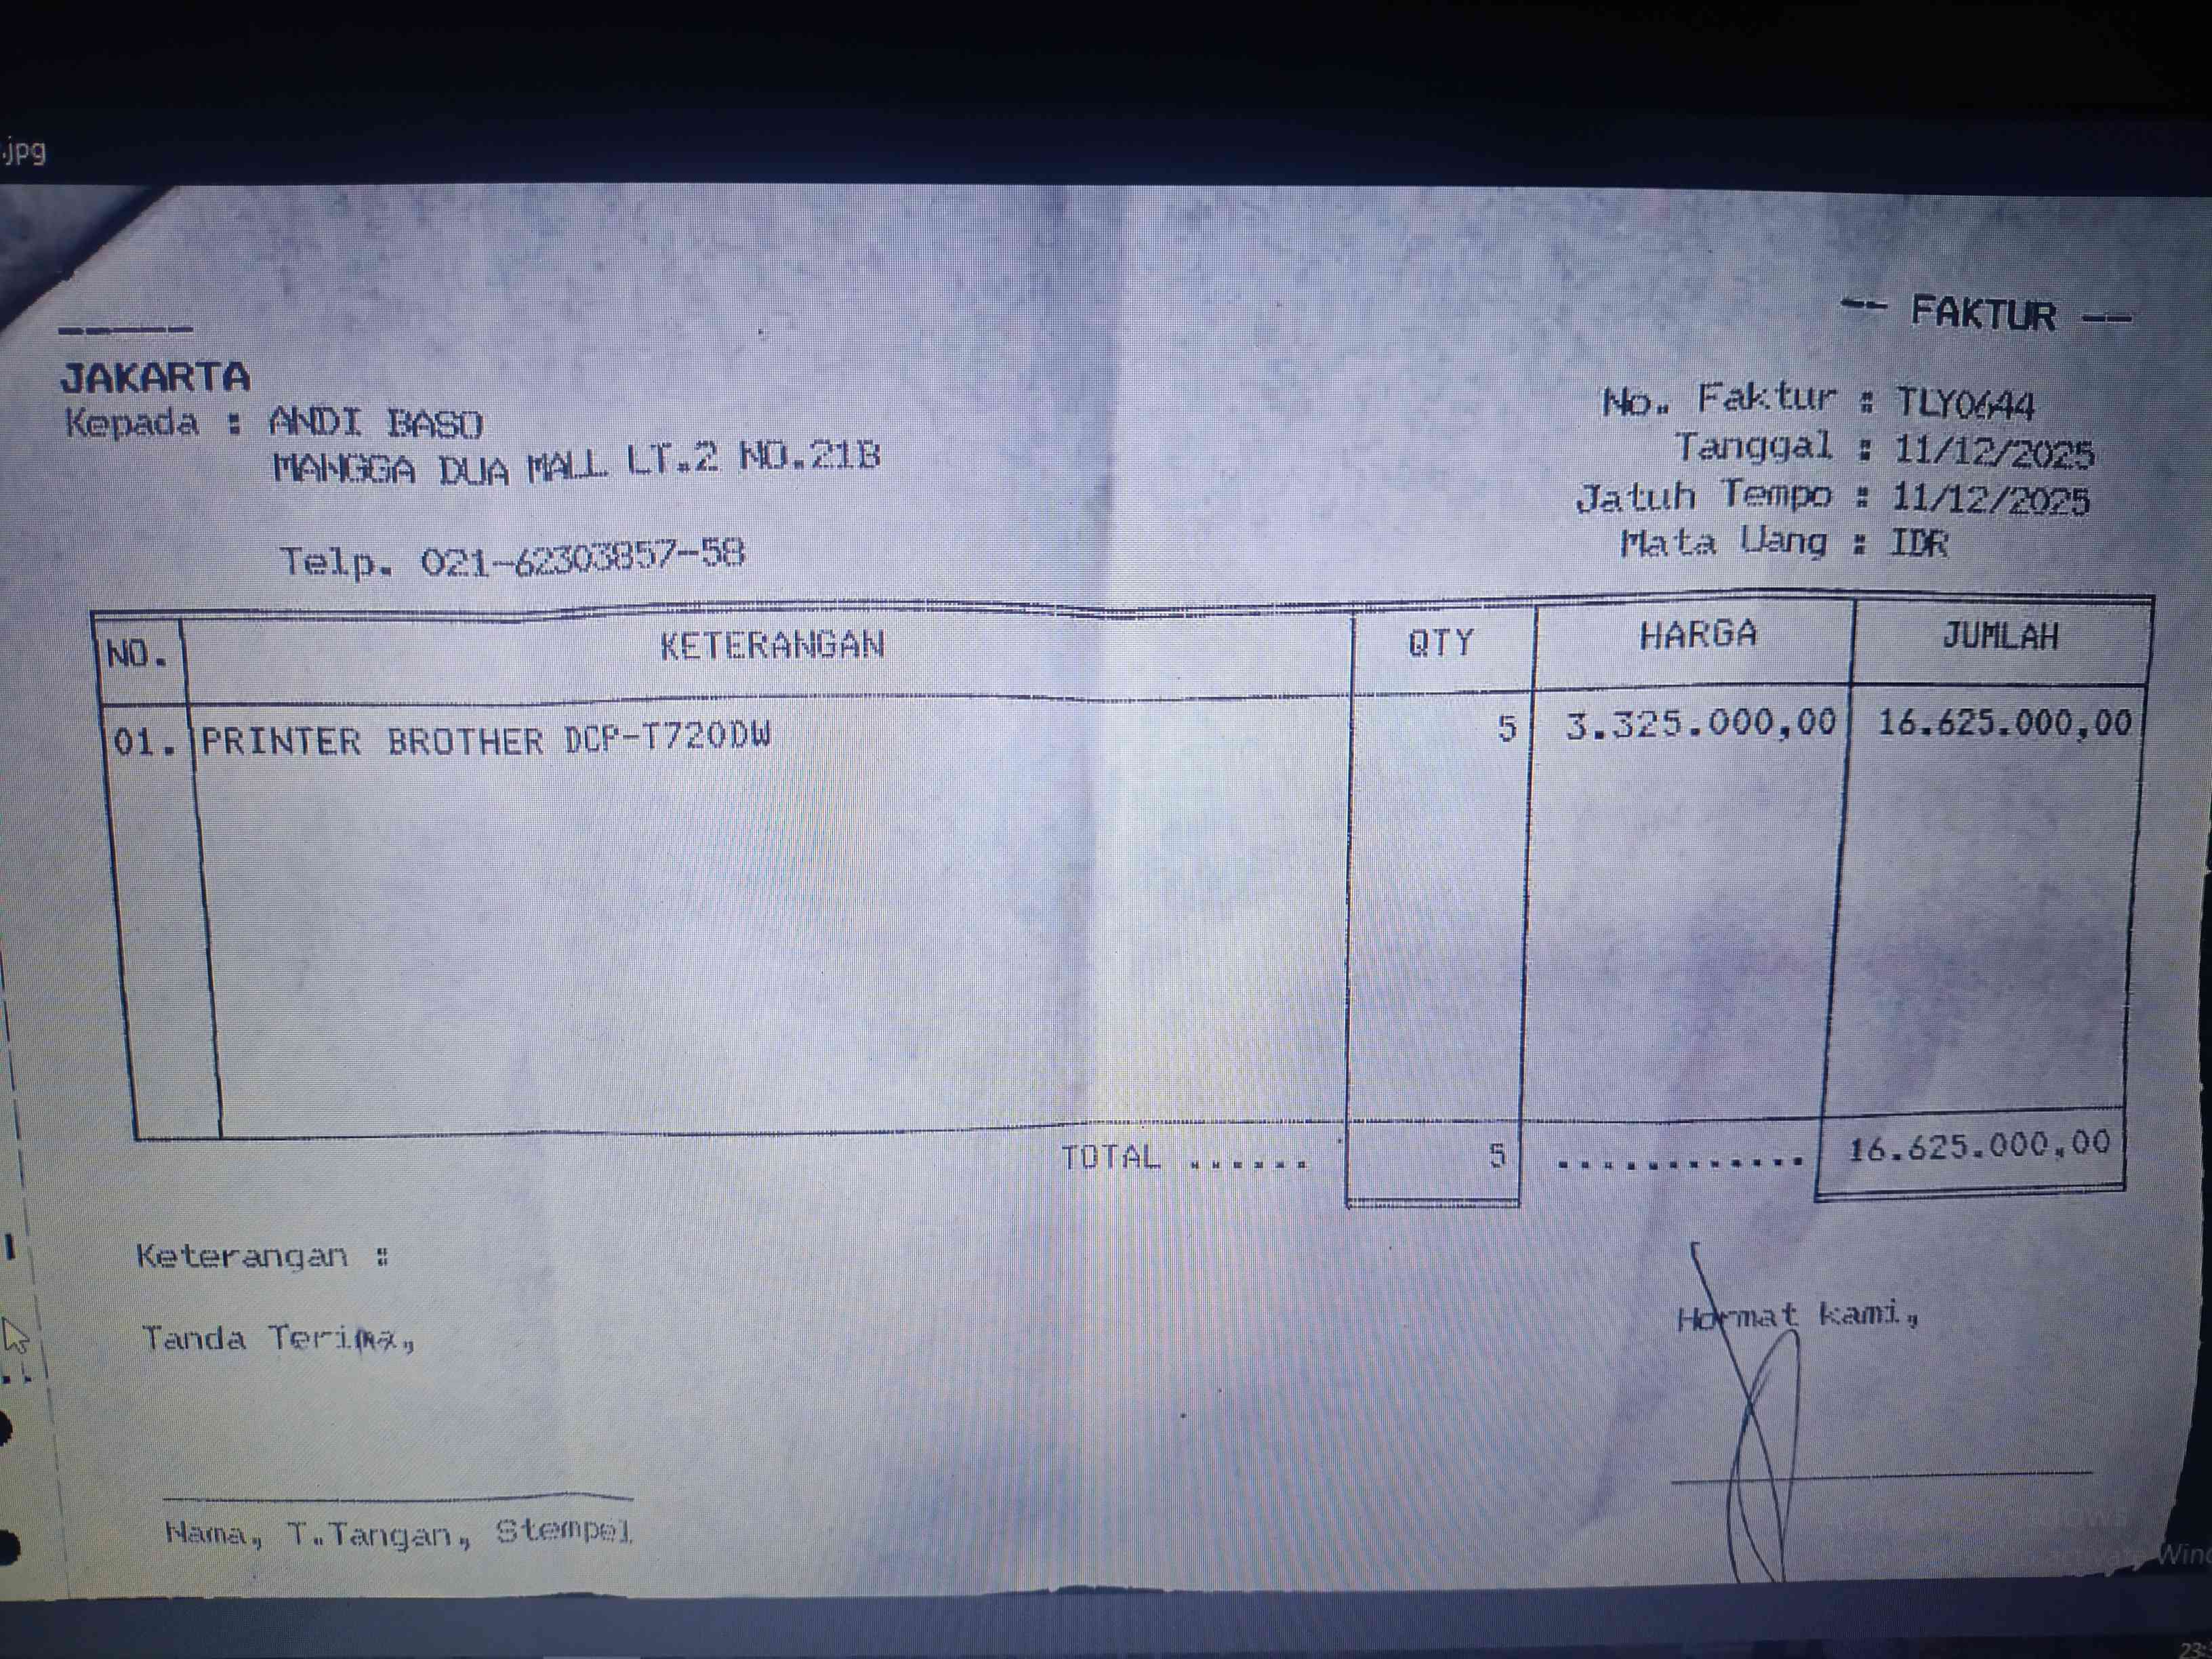 .jpg
-- FAKTUR --
-----
JAKARTA
Kepada : ANDI BASO
MANGGA DUA MALL LT.2 NO.21B
Telp. 021-62303857-58
No. Faktur : TLY0644
Tanggal : 11/12/2025
Jatuh Tempo : 11/12/2025
Mata Uang : IDR
NO. KETERANGAN QTY HARGA JUMLAH
01. PRINTER BROTHER DCP-T720DW 5 3.325.000,00 16.625.000,00
TOTAL ...... 5 ............ 16.625.000,00
Keterangan :
Tanda Terima,
Hormat kami,
Nama, T.Tangan, Stempel